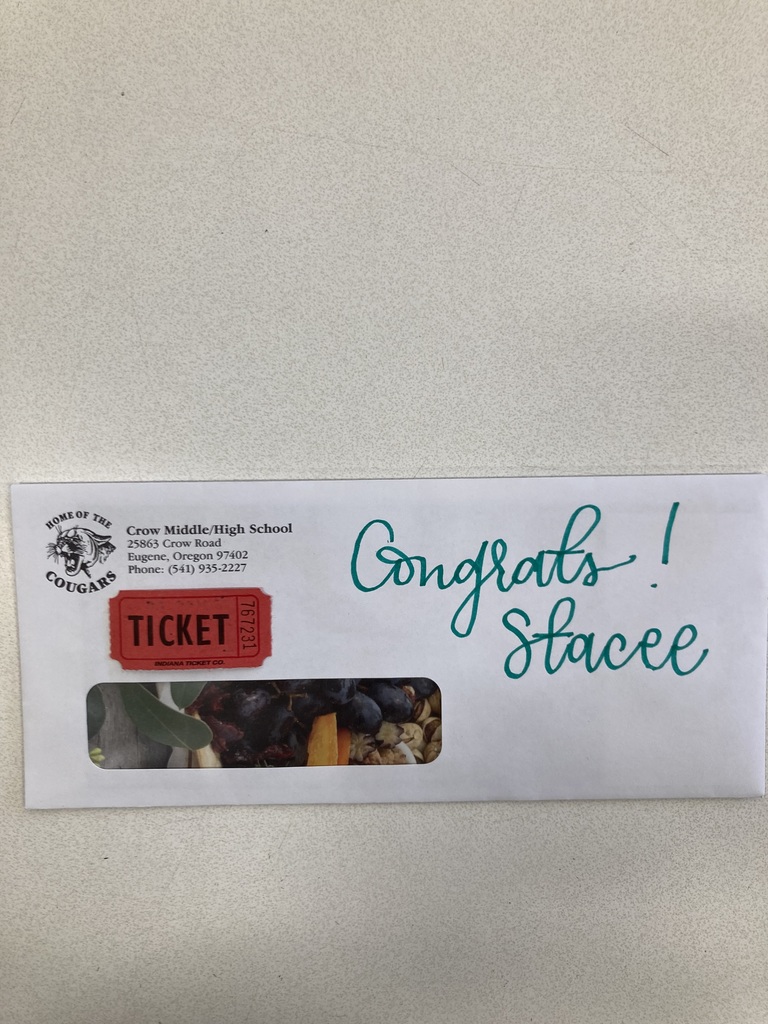 HOME OF THE
COUGARS
Crow Middle/High School
25863 Crow Road
Eugene, Oregon 97402
Phone: (541) 935-2227
TICKET
767231
INDIANA TICKET CO.
Congrats!
Stacee